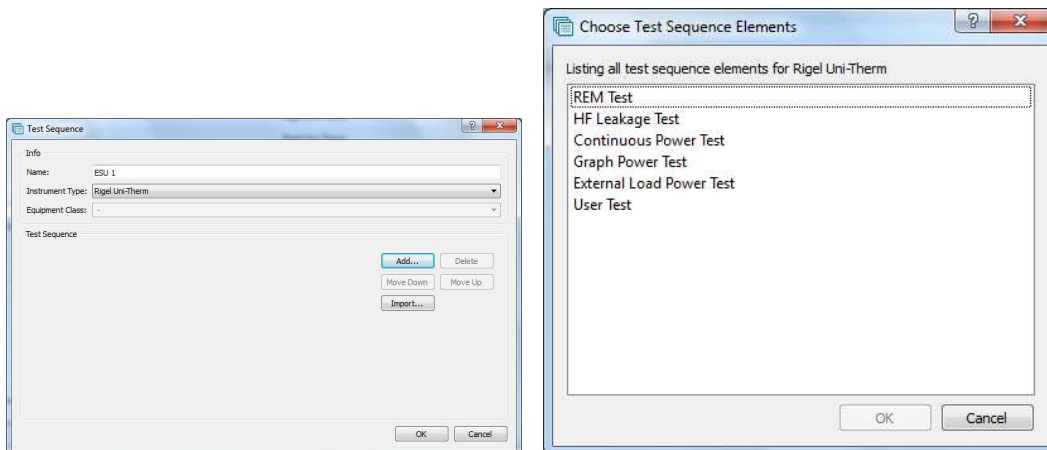 Test Sequence
Info
Name: ESU 1
Instrument Type: Rigel Uni-Therm
Equipment Class: -
Test Sequence
Add... Delete
Move Down Move Up
Import...
OK Cancel
Choose Test Sequence Elements
Listing all test sequence elements for Rigel Uni-Therm
REM Test
HF Leakage Test
Continuous Power Test
Graph Power Test
External Load Power Test
User Test
OK Cancel